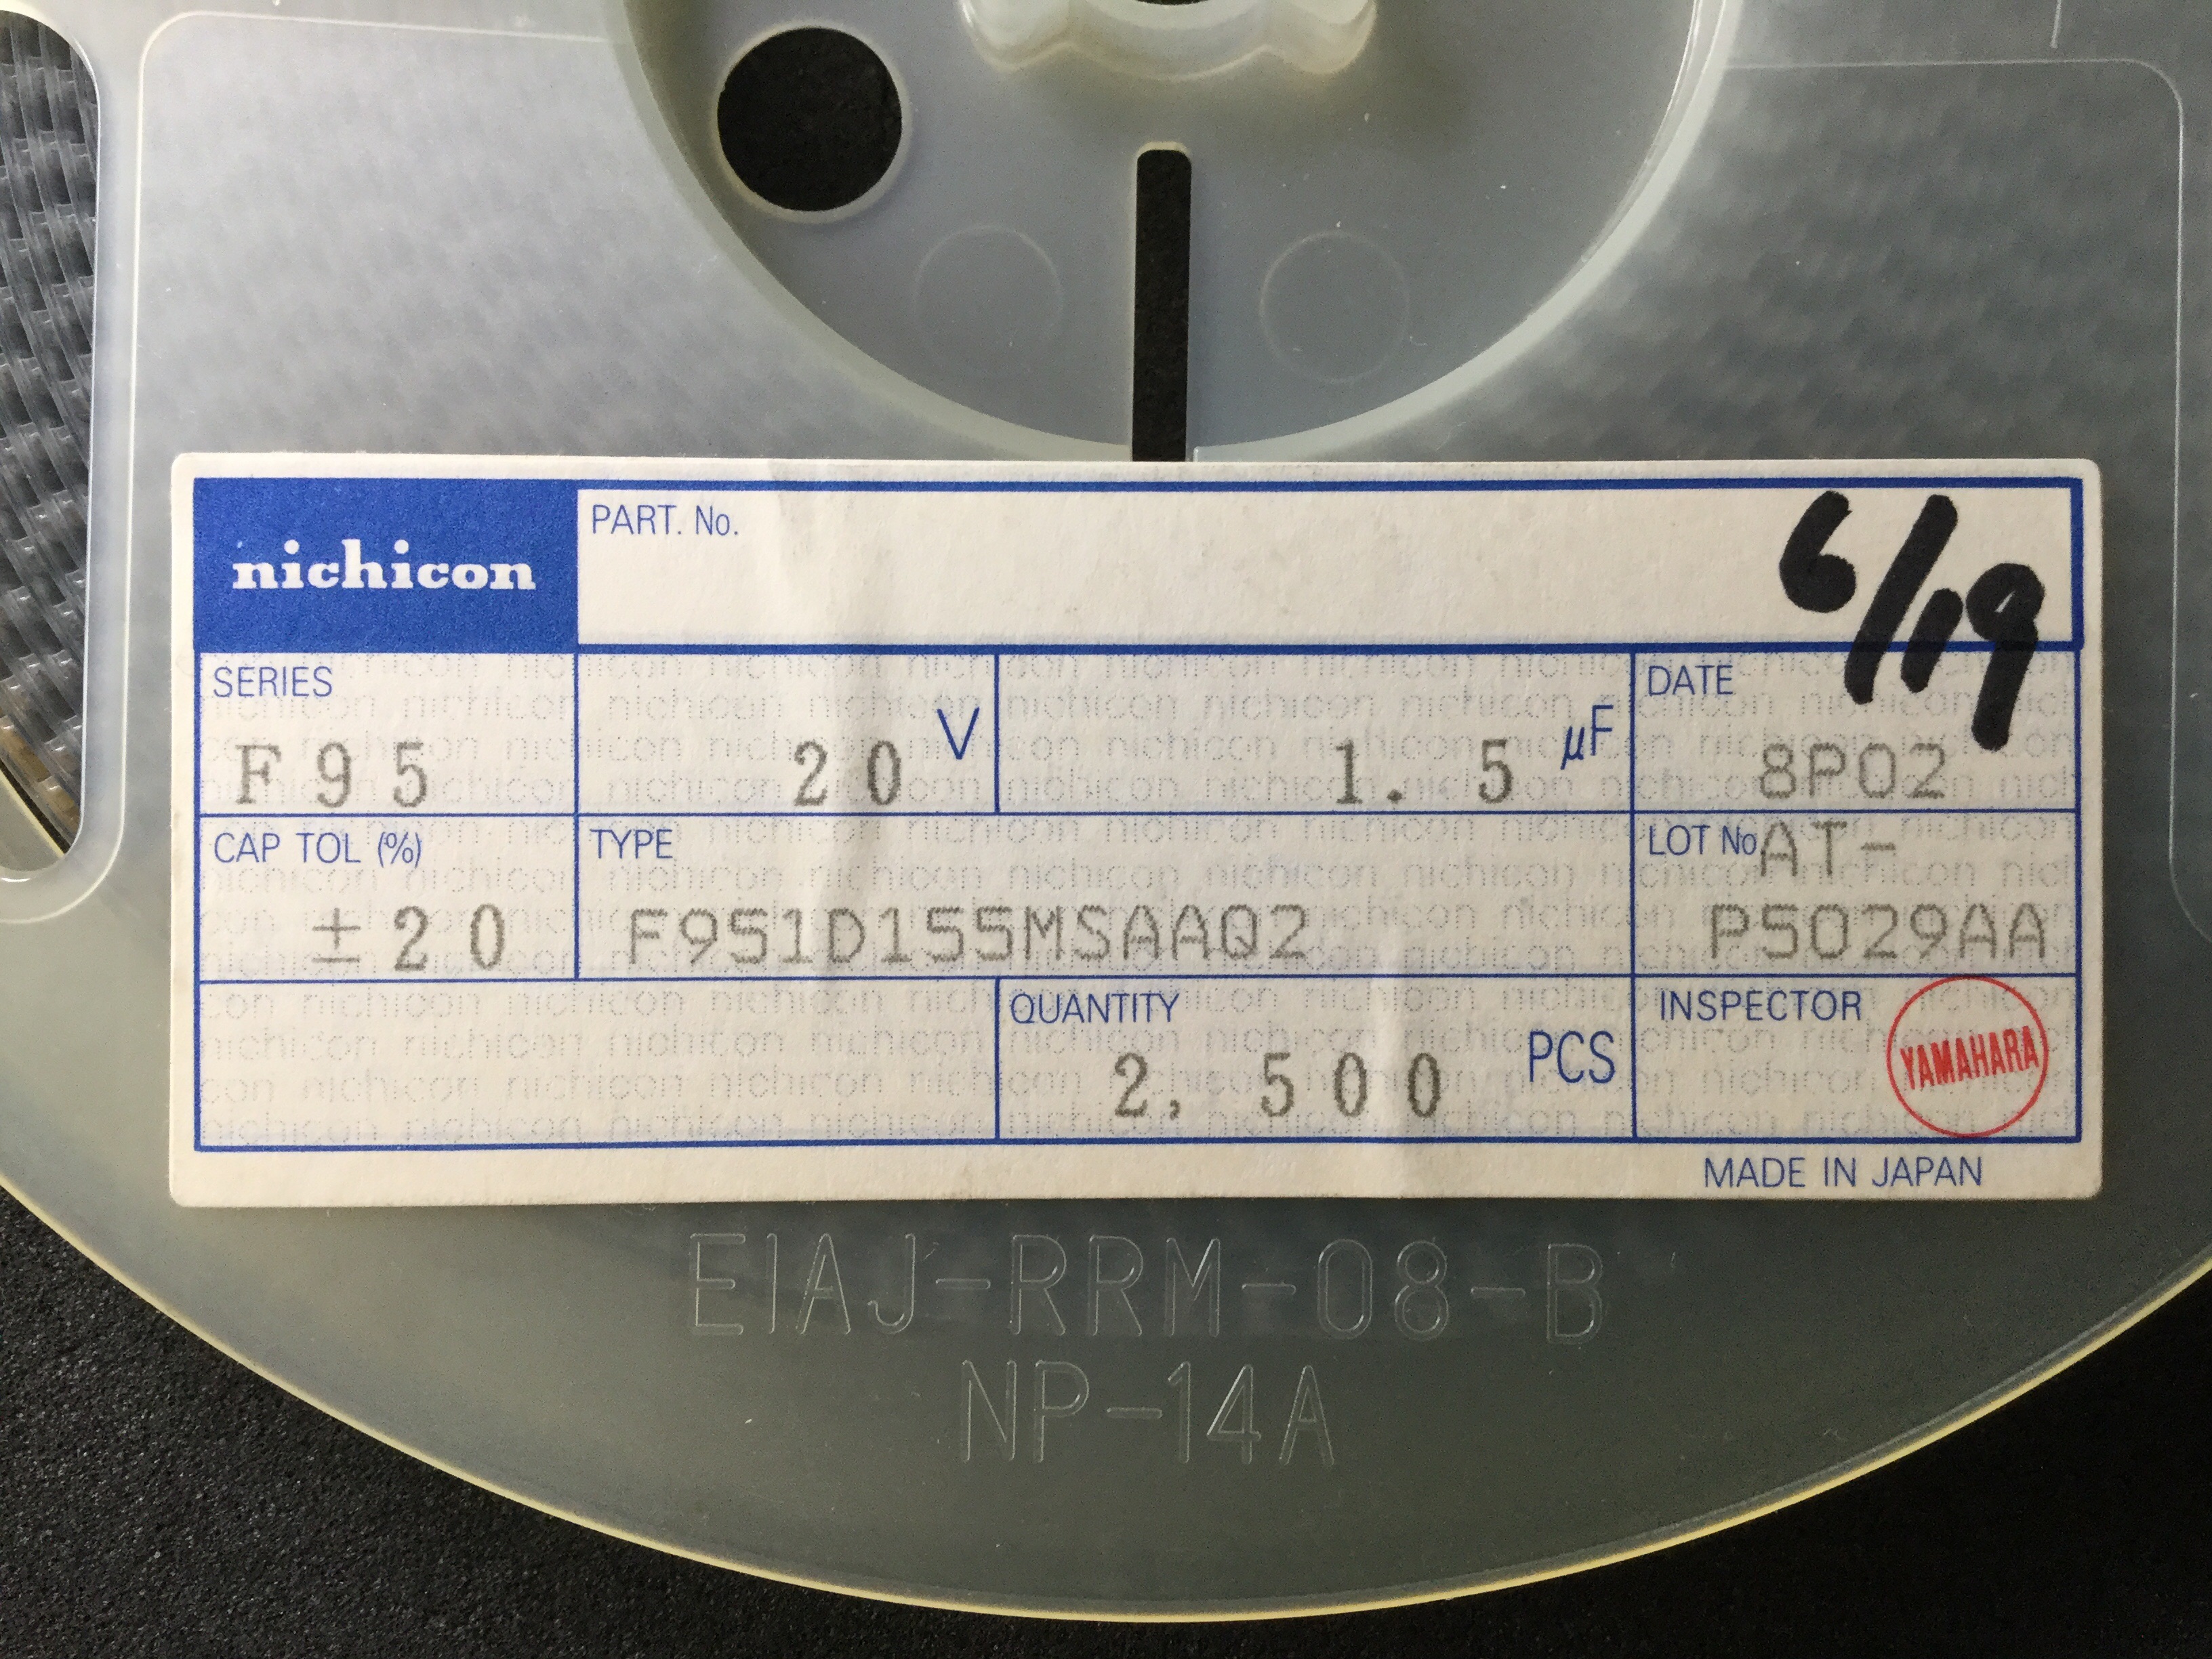 nichicon
PART. No.
6/19
SERIES
F95
20 V
1.5 µF
DATE
8P02
CAP TOL (%)
±20
TYPE
F951D155MSAAQ2
LOT No AT-
P5029AA
QUANTITY
2,500 PCS
INSPECTOR
YAMAHARA
MADE IN JAPAN
EIAJ-RRM-08-B
NP-14A